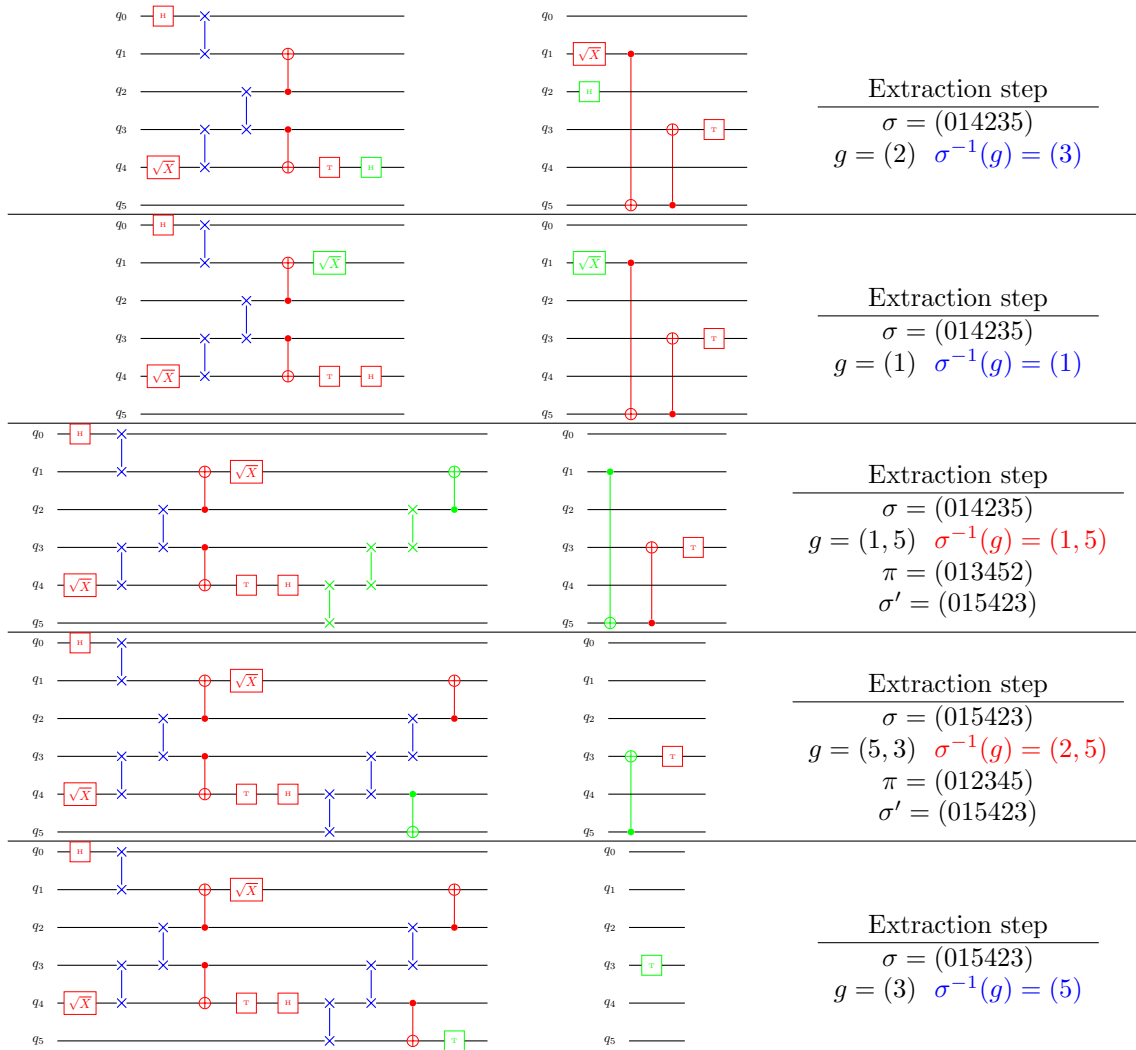 q0 H q0
q1 q1 √X
q2 q2 H
q3 q3 T
q4 √X T H q4
q5 q5
Extraction step
σ = (014235)
g = (2) σ−1(g) = (3)
q0 H q0
q1 √X q1 √X
q2 q2
q3 q3 T
q4 √X T H q4
q5 q5
Extraction step
σ = (014235)
g = (1) σ−1(g) = (1)
q0 H q0
q1 √X q1
q2 q2
q3 q3 T
q4 √X T H q4
q5 q5
Extraction step
σ = (014235)
g = (1, 5) σ−1(g) = (1, 5)
π = (013452)
σ′ = (015423)
q0 H q0
q1 √X q1
q2 q2
q3 q3 T
q4 √X T H q4
q5 q5
Extraction step
σ = (015423)
g = (5, 3) σ−1(g) = (2, 5)
π = (012345)
σ′ = (015423)
q0 H q0
q1 √X q1
q2 q2
q3 q3 T
q4 √X T H q4
q5 T q5
Extraction step
σ = (015423)
g = (3) σ−1(g) = (5)